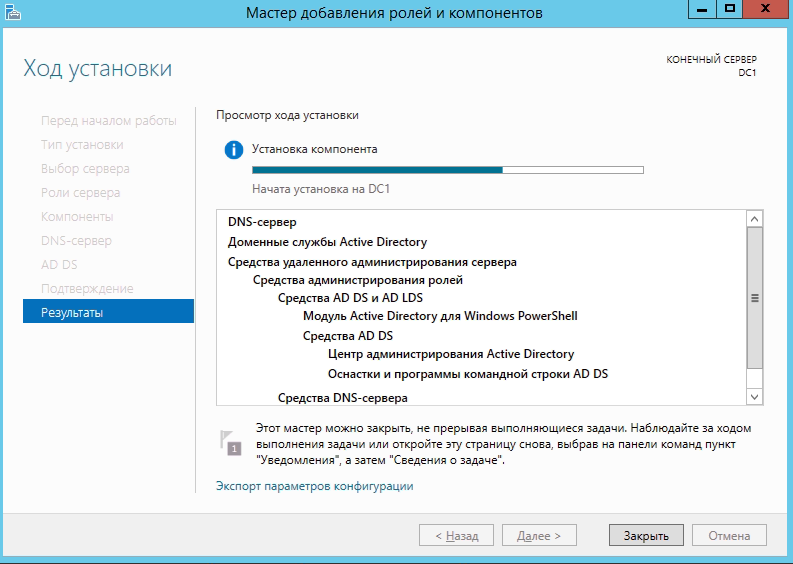 Мастер добавления ролей и компонентов
Ход установки
КОНЕЧНЫЙ СЕРВЕР
DC1
Перед началом работы
Тип установки
Выбор сервера
Роли сервера
Компоненты
DNS-сервер
AD DS
Подтверждение
Результаты
Просмотр хода установки
Установка компонента
Начата установка на DC1
DNS-сервер
Доменные службы Active Directory
Средства удаленного администрирования сервера
Средства администрирования ролей
Средства AD DS и AD LDS
Модуль Active Directory для Windows PowerShell
Средства AD DS
Центр администрирования Active Directory
Оснастки и программы командной строки AD DS
Средства DNS-сервера
1
Этот мастер можно закрыть, не прерывая выполняющиеся задачи. Наблюдайте за ходом
выполнения задачи или откройте эту страницу снова, выбрав на панели команд пункт
"Уведомления", а затем "Сведения о задаче".
Экспорт параметров конфигурации
< Назад
Далее >
Закрыть
Отмена